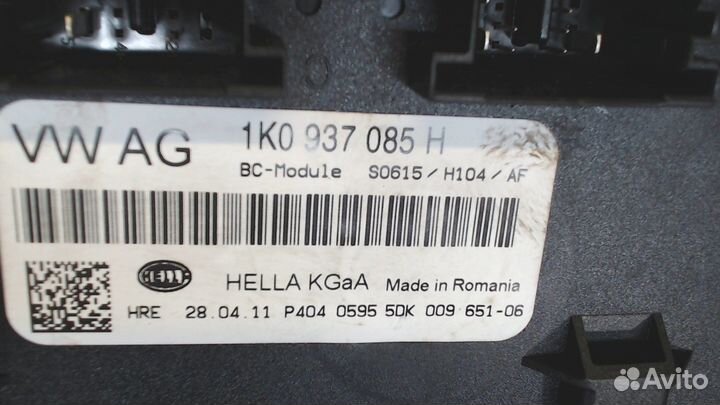 VW AG 1K0 937 085 H
BC-Module S0615/H104/AF
HELLA HELLA KGaA Made in Romania
HRE 28.04.11 P404 0595 5DK 009 651-06
Avito